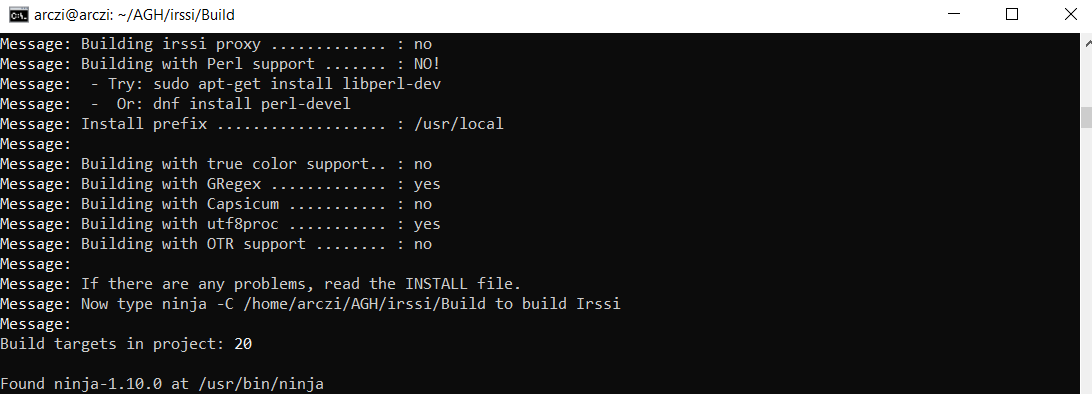 arczi@arczi: ~/AGH/irssi/Build
Message: Building irssi proxy ............. : no
Message: Building with Perl support ....... : NO!
Message:  - Try: sudo apt-get install libperl-dev
Message:  -  Or: dnf install perl-devel
Message: Install prefix ................... : /usr/local
Message:
Message: Building with true color support.. : no
Message: Building with GRegex ............. : yes
Message: Building with Capsicum ........... : no
Message: Building with utf8proc ........... : yes
Message: Building with OTR support ........ : no
Message:
Message: If there are any problems, read the INSTALL file.
Message: Now type ninja -C /home/arczi/AGH/irssi/Build to build Irssi
Message:
Build targets in project: 20
Found ninja-1.10.0 at /usr/bin/ninja